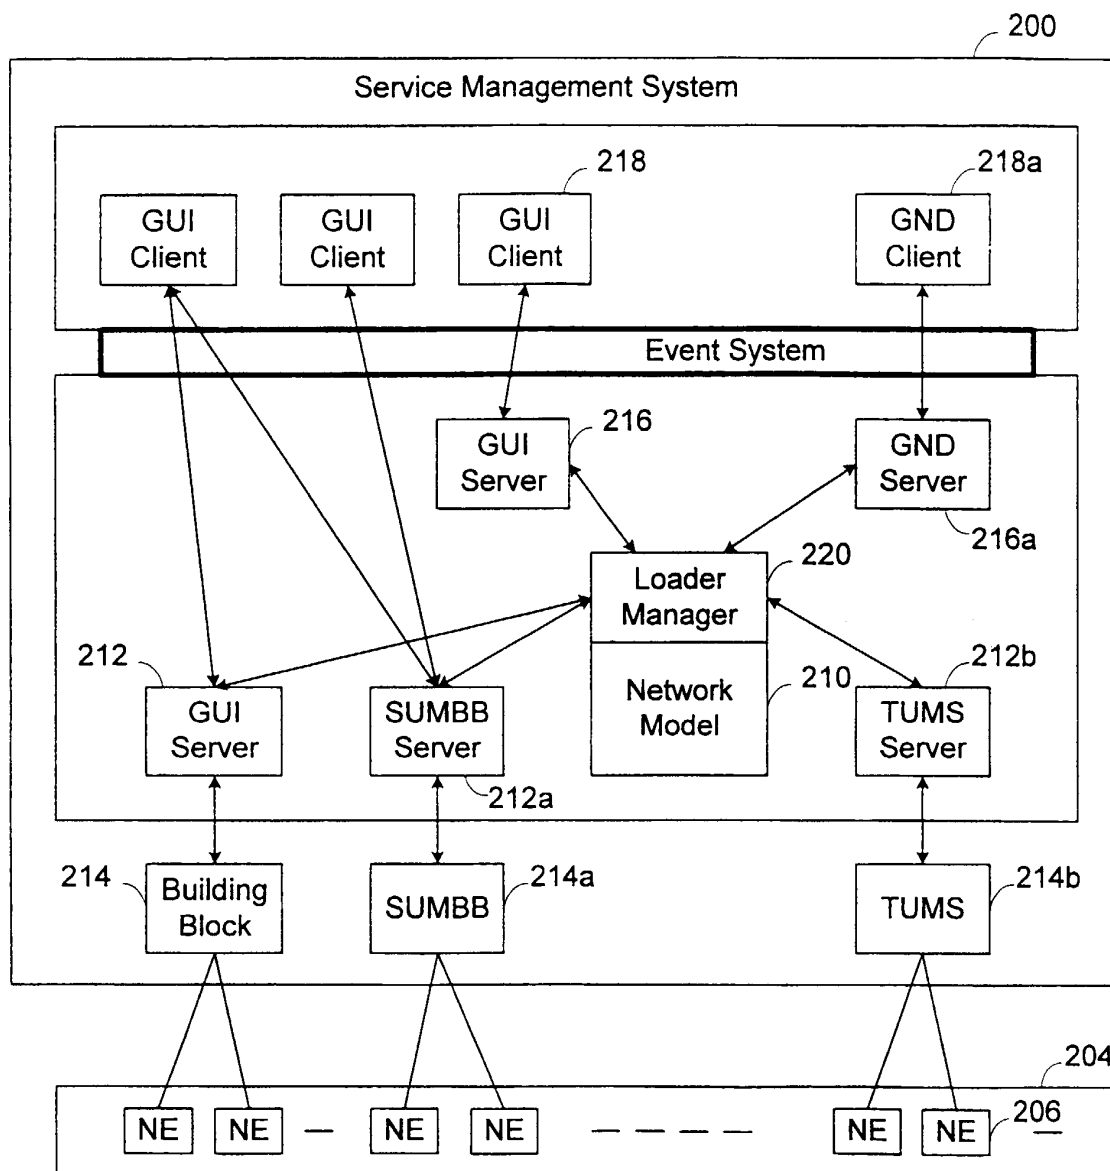 200
Service Management System
218
218a
GUI
Client
GUI
Client
GUI
Client
GND
Client
Event System
216
GUI
Server
GND
Server
216a
220
Loader
Manager
212
212b
210
GUI
Server
SUMBB
Server
Network
Model
TUMS
Server
212a
214
Building
Block
214a
SUMBB
214b
TUMS
204
NE
NE
NE
NE
NE
NE
206